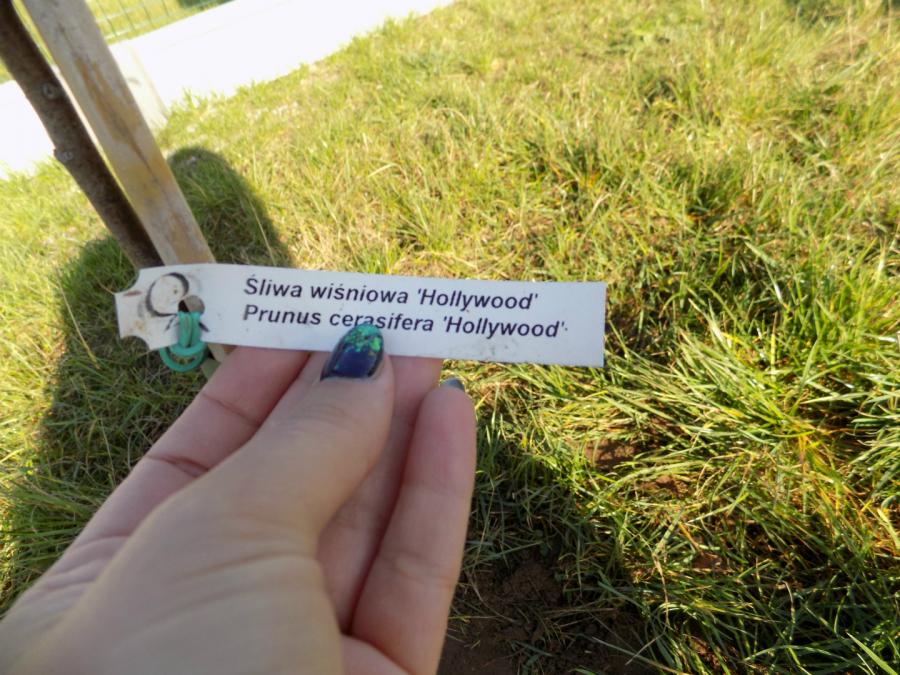 Śliwa wiśniowa 'Hollywood'
Prunus cerasifera 'Hollywood'